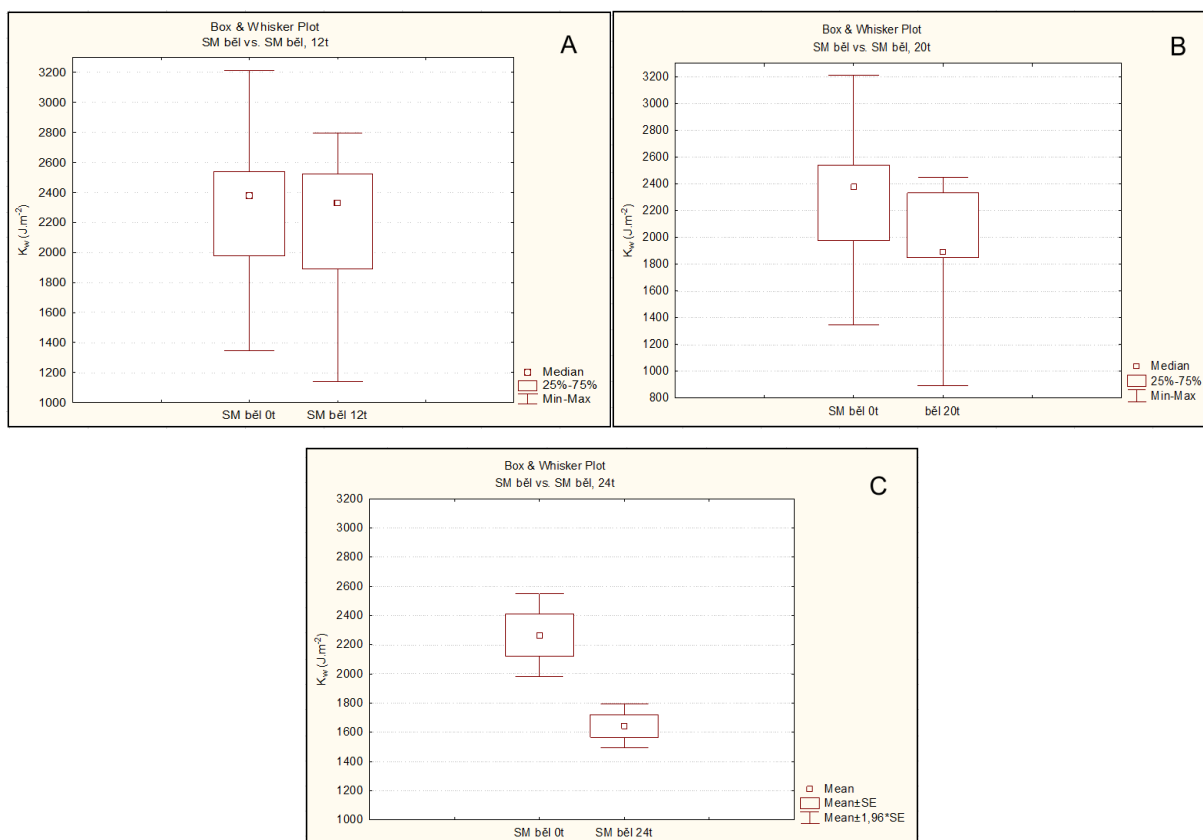 Box & Whisker Plot
SM běl vs. SM běl, 12t
A
3200
3000
2800
2600
2400
2200
2000
1800
1600
1400
1200
1000
Kw (J.m-2)
SM běl 0t
SM běl 12t
Median
25%-75%
Min-Max
Box & Whisker Plot
SM běl vs. SM běl, 20t
B
3200
3000
2800
2600
2400
2200
2000
1800
1600
1400
1200
1000
800
Kw (J.m-2)
SM běl 0t
běl 20t
Median
25%-75%
Min-Max
Box & Whisker Plot
SM běl vs. SM běl, 24t
C
3200
3000
2800
2600
2400
2200
2000
1800
1600
1400
1200
1000
Kw (J.m-2)
SM běl 0t
SM běl 24t
Mean
Mean±SE
Mean±1,96*SE